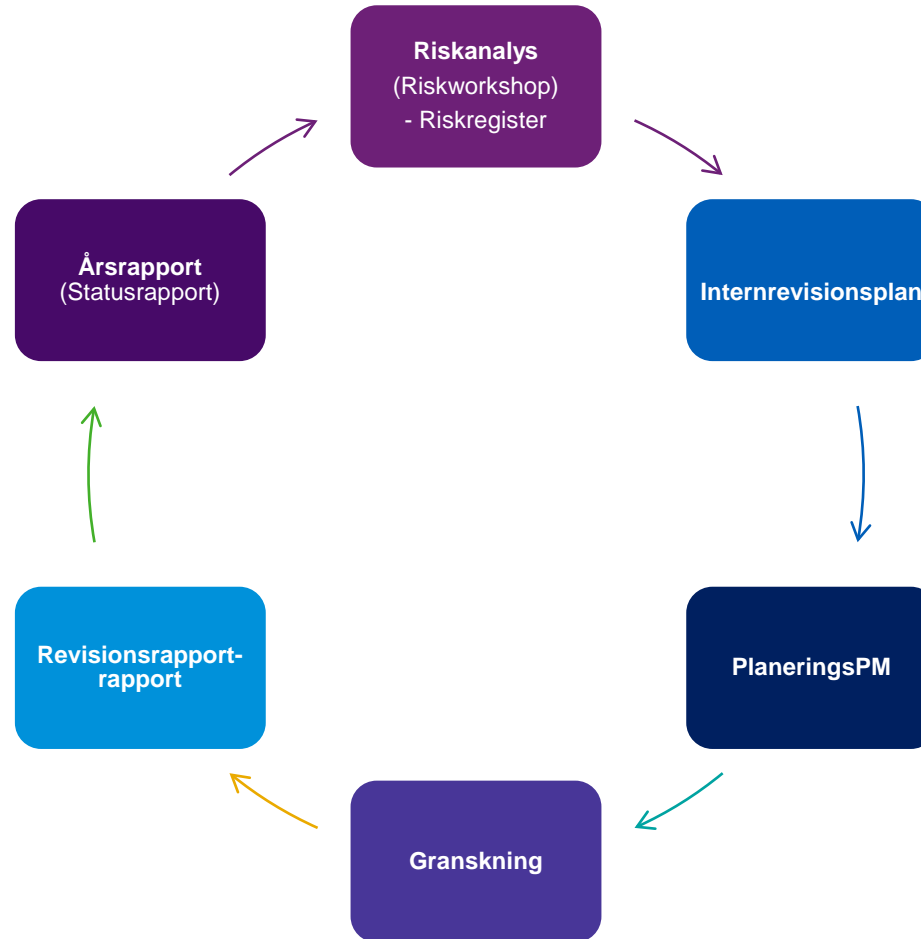 Riskanalys
(Riskworkshop)
- Riskregister
Årsrapport
(Statusrapport)
Internrevisionsplan
Revisionsrapport-
rapport
PlaneringsPM
Granskning